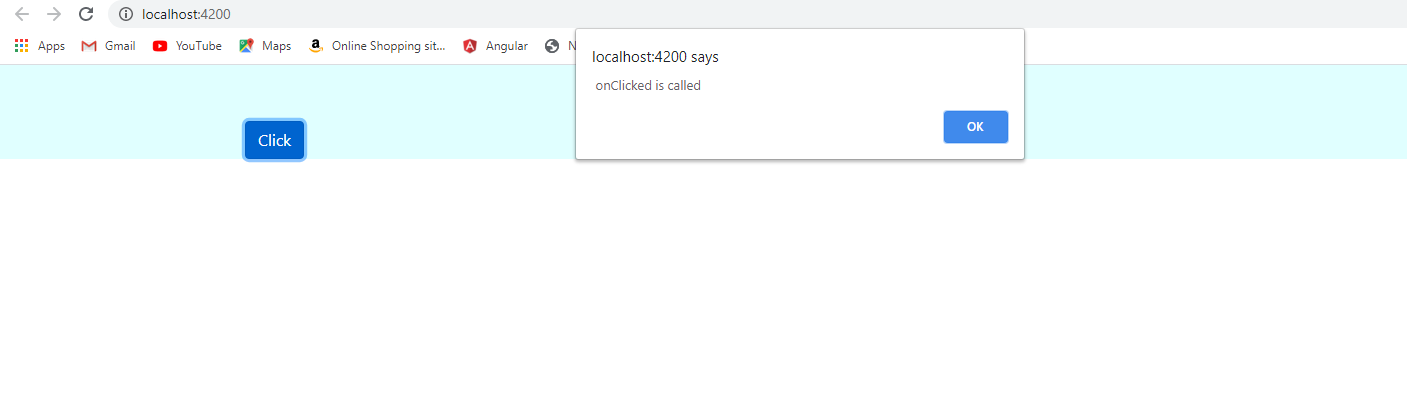 localhost:4200
Apps Gmail YouTube Maps Online Shopping sit... Angular N
localhost:4200 says
onClicked is called
OK
Click